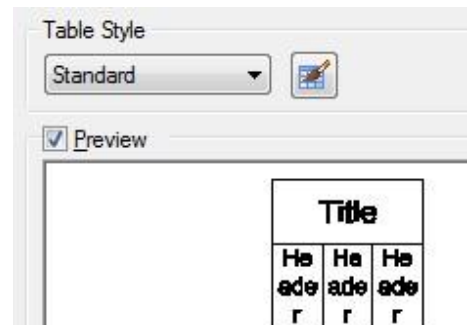 Table Style
Standard
Preview
Title
He He He
ade ade ade
r r r